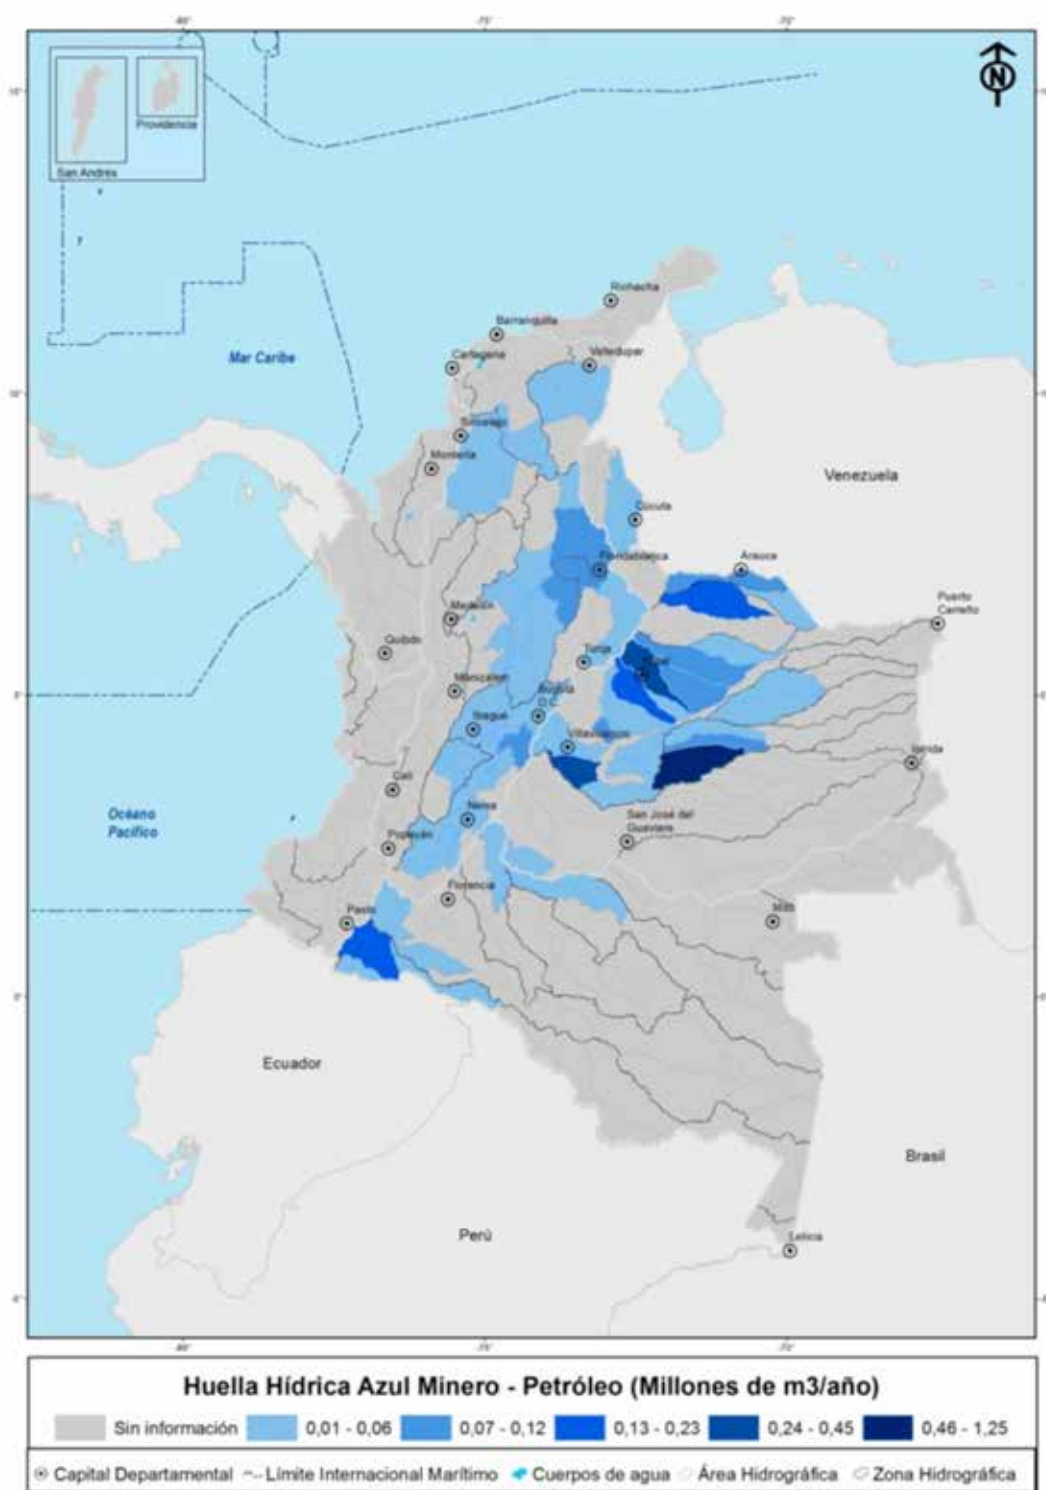 N
Providencia
San Andres
Riohacha
Barranquilla
Cartagena
Valledupar
Mar Caribe
Sincelejo
Montería
Venezuela
Cúcuta
Floridablanca
Arauca
Puerto
Carreño
Medellín
Quibdó
Tunja
Yopal
Manizales
Bogotá
D.C.
Ibagué
Villavicencio
Inírida
Cali
Océano
Pacífico
Neiva
San José del
Guaviare
Popayán
Florencia
Pasto
Mitú
Ecuador
Brasil
Perú
Leticia
Huella Hídrica Azul Minero - Petróleo (Millones de m3/año)
Sin información 0,01 - 0,06 0,07 - 0,12 0,13 - 0,23 0,24 - 0,45 0,46 - 1,25
Capital Departamental Límite Internacional Marítimo Cuerpos de agua Área Hidrográfica Zona Hidrográfica